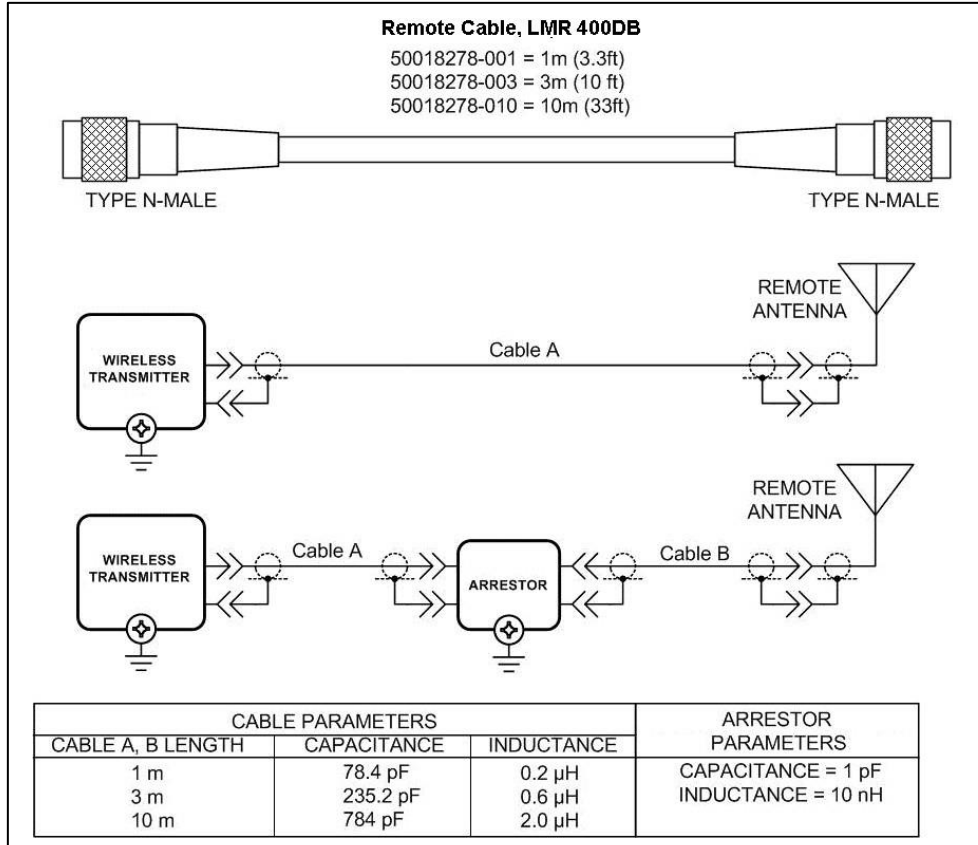 Remote Cable, LMR 400DB
50018278-001 = 1m (3.3ft)
50018278-003 = 3m (10 ft)
50018278-010 = 10m (33ft)
TYPE N-MALE
TYPE N-MALE
REMOTE
ANTENNA
WIRELESS
TRANSMITTER
Cable A
REMOTE
ANTENNA
WIRELESS
TRANSMITTER
Cable A
ARRESTOR
Cable B
CABLE PARAMETERS
ARRESTOR
PARAMETERS
CABLE A, B LENGTH CAPACITANCE INDUCTANCE
1 m 78.4 pF 0.2 µH CAPACITANCE = 1 pF
3 m 235.2 pF 0.6 µH INDUCTANCE = 10 nH
10 m 784 pF 2.0 µH